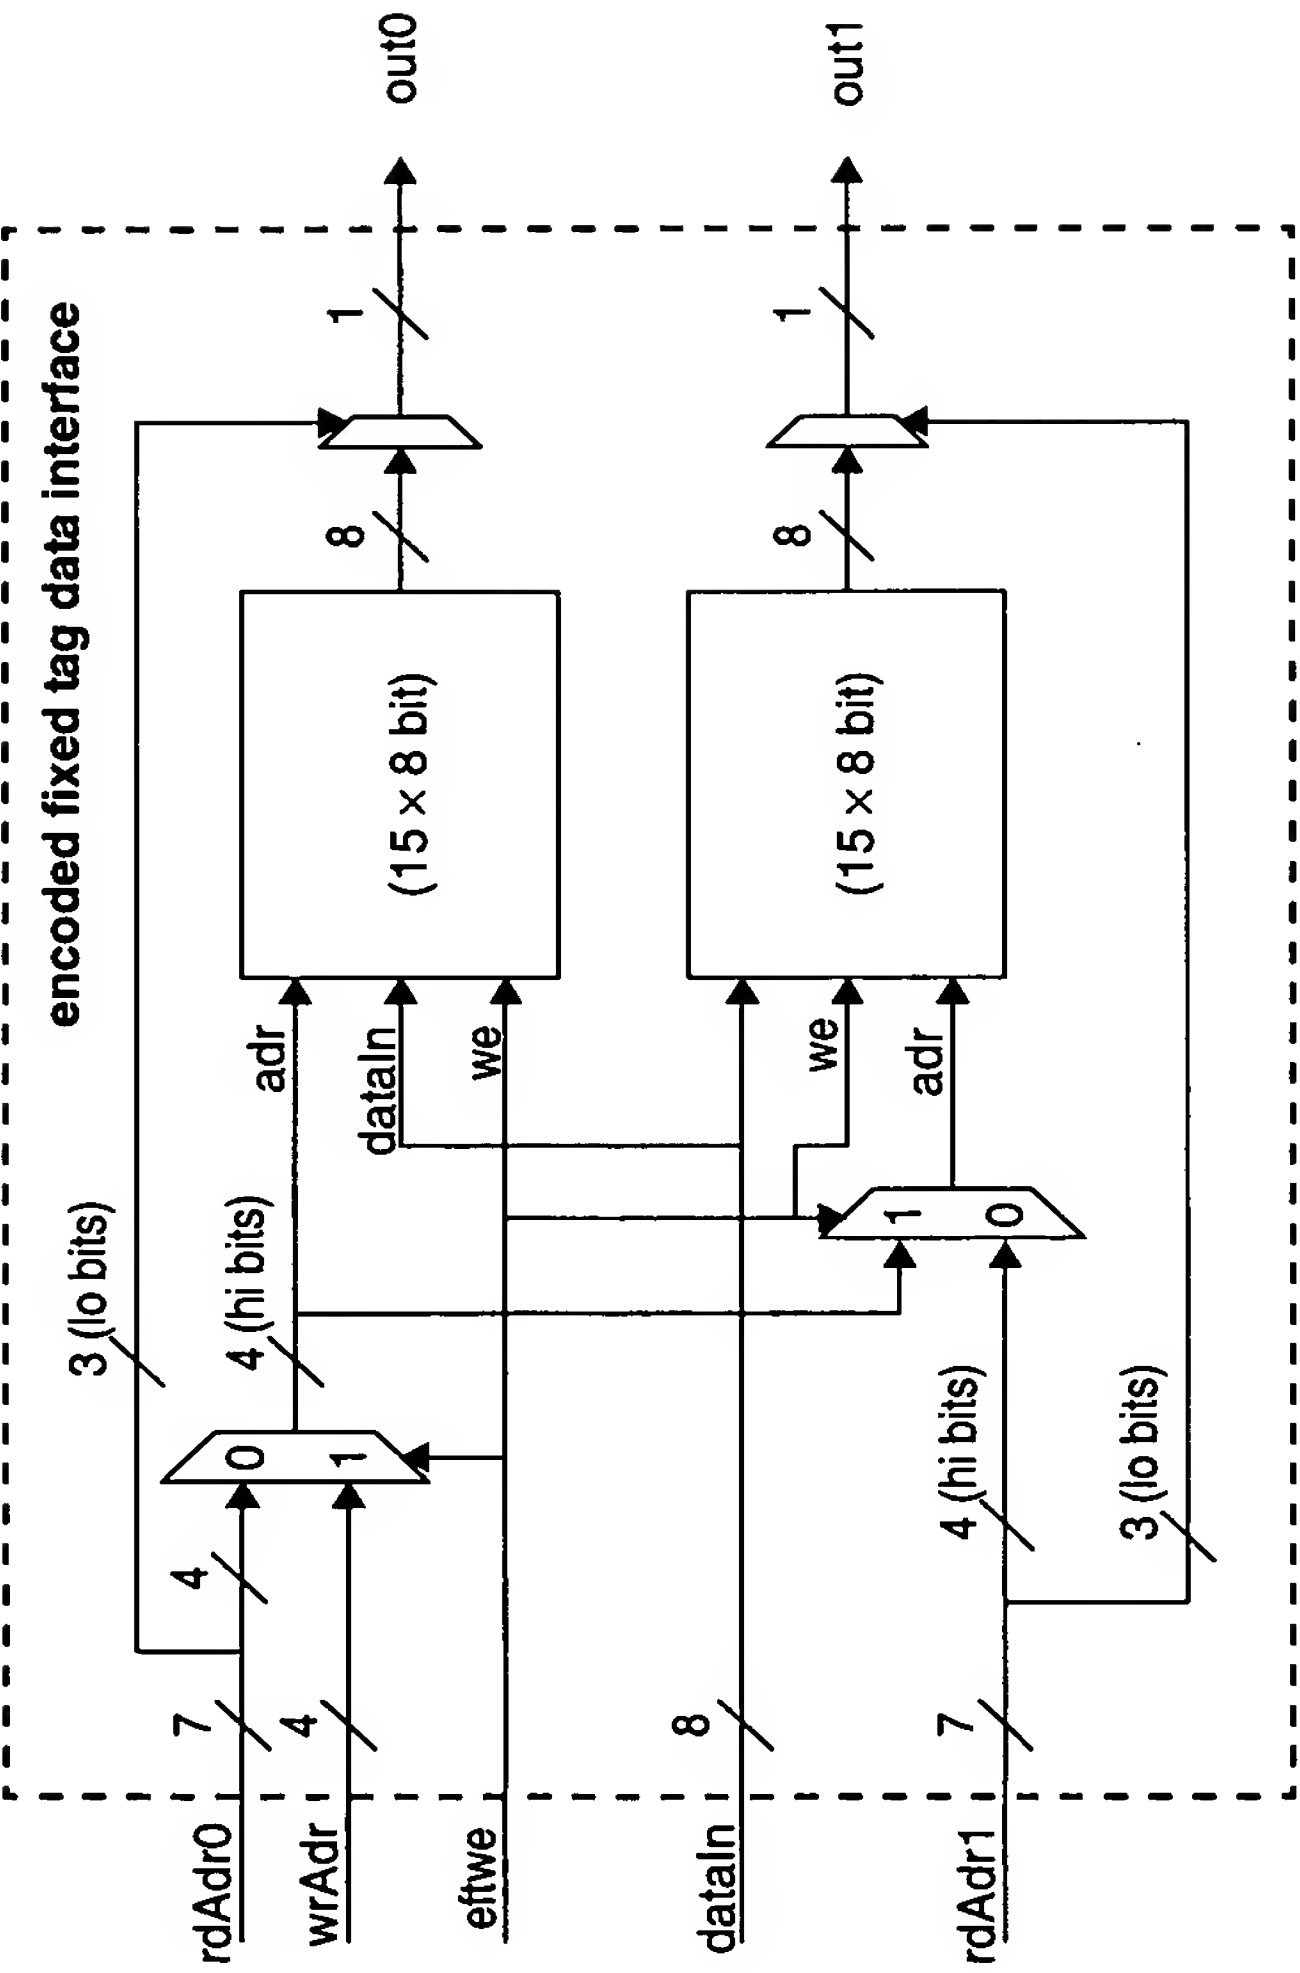 encoded fixed tag data interface
rdAdr0
7
4
3 (lo bits)
0
1
4 (hi bits)
adr
(15 × 8 bit)
8
1
out0
wrAdr
4
dataIn
eftwe
we
dataIn
8
we
1
0
adr
(15 × 8 bit)
8
1
out1
rdAdr1
7
4 (hi bits)
3 (lo bits)